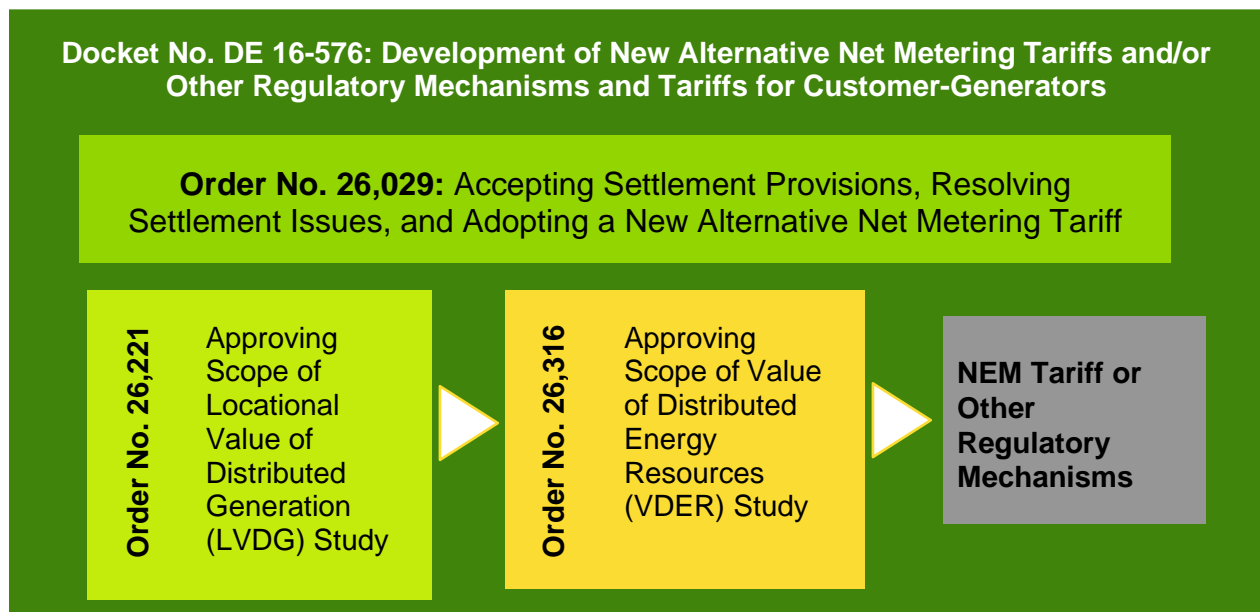 Docket No. DE 16-576: Development of New Alternative Net Metering Tariffs and/or
Other Regulatory Mechanisms and Tariffs for Customer-Generators
Order No. 26,029: Accepting Settlement Provisions, Resolving
Settlement Issues, and Adopting a New Alternative Net Metering Tariff
Order No. 26,221
Approving
Scope of
Locational
Value of
Distributed
Generation
(LVDG) Study
Order No. 26,316
Approving
Scope of Value
of Distributed
Energy
Resources
(VDER) Study
NEM Tariff or
Other
Regulatory
Mechanisms